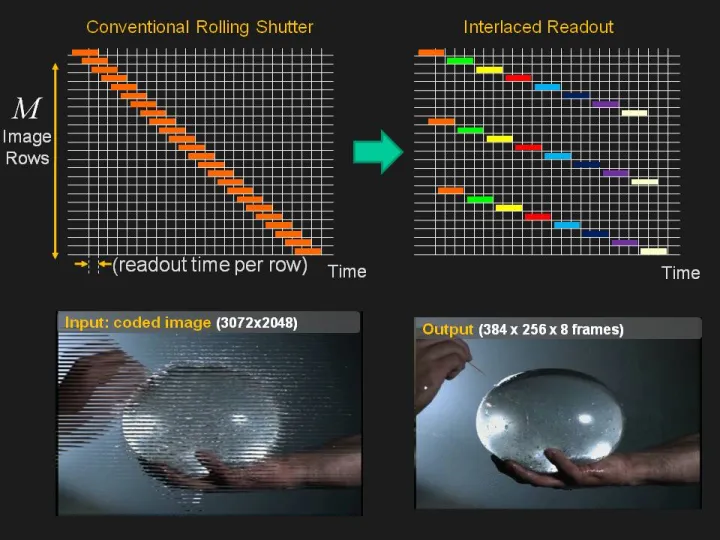 Conventional Rolling Shutter
Interlaced Readout
M
Image
Rows
(readout time per row)
Time
Time
Input: coded image (3072x2048)
Output (384 x 256 x 8 frames)